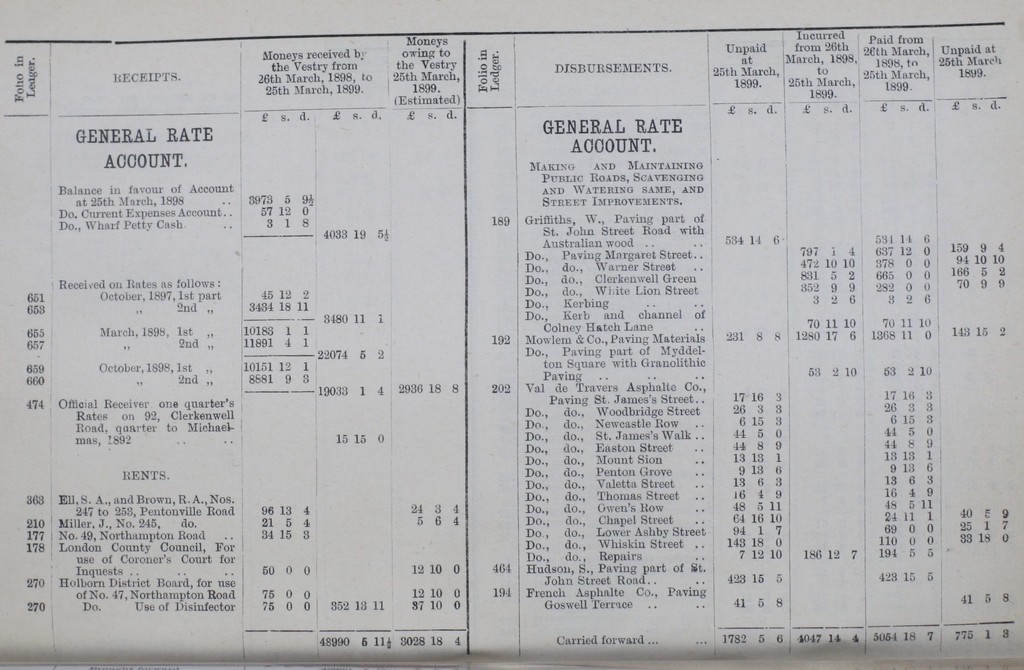 Folio in Ledger. RECEIPTS. Moneys received by the Vestry from 26th March, 1898, to 25th March, 1899. Moneys owing to the Vestry 25th March, 1899. (Estimated)
£ s. d. £ s. d. £ s. d.
GENERAL RATE
ACCOUNT.
Balance in favour of Account
at 25th March, 1898 .. 3973 5 9½
Do. Current Expenses Account.. 57 12 0
Do., Wharf Petty Cash .. 3 1 8
4033 19 5½
Received on Rates as follows:
651 October, 1897, 1st part 45 12 2
653 „ 2nd „ 3434 18 11
3480 11 1
655 March, 1898, 1st „ 10183 1 1
657 „ 2nd „ 11891 4 1
22074 5 2
659 October, 1898, 1st „ 10151 12 1
660 „ 2nd „ 8881 9 3
19033 1 4 2936 18 8
474 Official Receiver one quarter's
Rates on 92, Clerkenwell
Road, quarter to Michael-
mas, 1892 .. .. 15 15 0
RENTS.
363 Ell, S. A., and Brown, R. A., Nos.
247 to 253, Pentonville Road 96 13 4 24 3 4
210 Miller, J., No. 245, do. 21 5 4 5 6 4
177 No. 49, Northampton Road .. 34 15 3
178 London County Council, For
use of Coroner's Court for
Inquests .. .. .. 50 0 0 12 10 0
270 Holborn District Board, for use
of No. 47, Northampton Road 75 0 0 12 10 0
270 Do. Use of Disinfector 75 0 0 352 13 11 37 10 0
48990 5 11½ 3028 18 4
Folio in Ledger. DISBURSEMENTS. Unpaid at 25th March, 1899. Incurred from 26th March, 1898, to 25th March, 1899. Paid from 26th March, 1898, to 25th March, 1899. Unpaid at 25th March 1899.
£ s. d. £ s. d. £ s. d. £ s. d.
GENERAL RATE
ACCOUNT.
MAKING AND MAINTAINING
PUBLIC ROADS, SCAVENGING
AND WATERING SAME, AND
STREET IMPROVEMENTS.
189 Griffiths, W., Paving part of
St. John Street Road with
Australian wood .. .. 534 14 6 534 14 6
Do., Paving Margaret Street.. 797 1 4 637 12 0 159 9 4
Do., do., Warner Street .. 472 10 10 378 0 0 94 10 10
Do., do., Clerkenwell Green 831 5 2 665 0 0 166 5 2
Do., do., White Lion Street 352 9 9 282 0 0 70 9 9
Do., Kerbing .. .. 3 2 6 3 2 6
Do., Kerb and channel of
Colney Hatch Lane .. 70 11 10 70 11 10
192 Mowlem & Co., Paving Materials 231 8 8 1280 17 6 1368 11 0 143 15 2
Do., Paving part of Myddel-
ton Square with Granolithic
Paving .. .. .. 53 2 10 53 2 10
202 Val de Travers Asphalte Co.,
Paving St. James's Street.. 17 16 3 17 16 3
Do., do., Woodbridge Street 26 3 3 26 3 3
Do., do., Newcastle Row .. 6 15 3 6 15 3
Do., do., St. James's Walk .. 44 5 0 44 5 0
Do., do., Easton Street .. 44 8 9 44 8 9
Do., do., Mount Sion .. 13 13 1 13 13 1
Do., do., Penton Grove .. 9 13 6 9 13 6
Do., do., Valetta Street .. 13 6 3 13 6 3
Do., do., Thomas Street .. 16 4 9 16 4 9
Do., do., Owen's Row .. 48 5 11 48 5 11
Do., do., Chapel Street .. 64 16 10 24 11 1 40 5 9
Do., do., Lower Ashby Street 94 1 7 69 0 0 25 1 7
Do., do., Whiskin Street .. 143 18 0 110 0 0 33 18 0
Do., do., Repairs .. 7 12 10 186 12 7 194 5 5
464 Hudson, S., Paving part of St.
John Street Road.. .. 423 15 5 423 15 5
194 French Asphalte Co., Paving
Goswell Terrace .. .. 41 5 8 41 5 8
Carried forward ... ... 1782 5 6 4047 14 4 5054 18 7 775 1 3